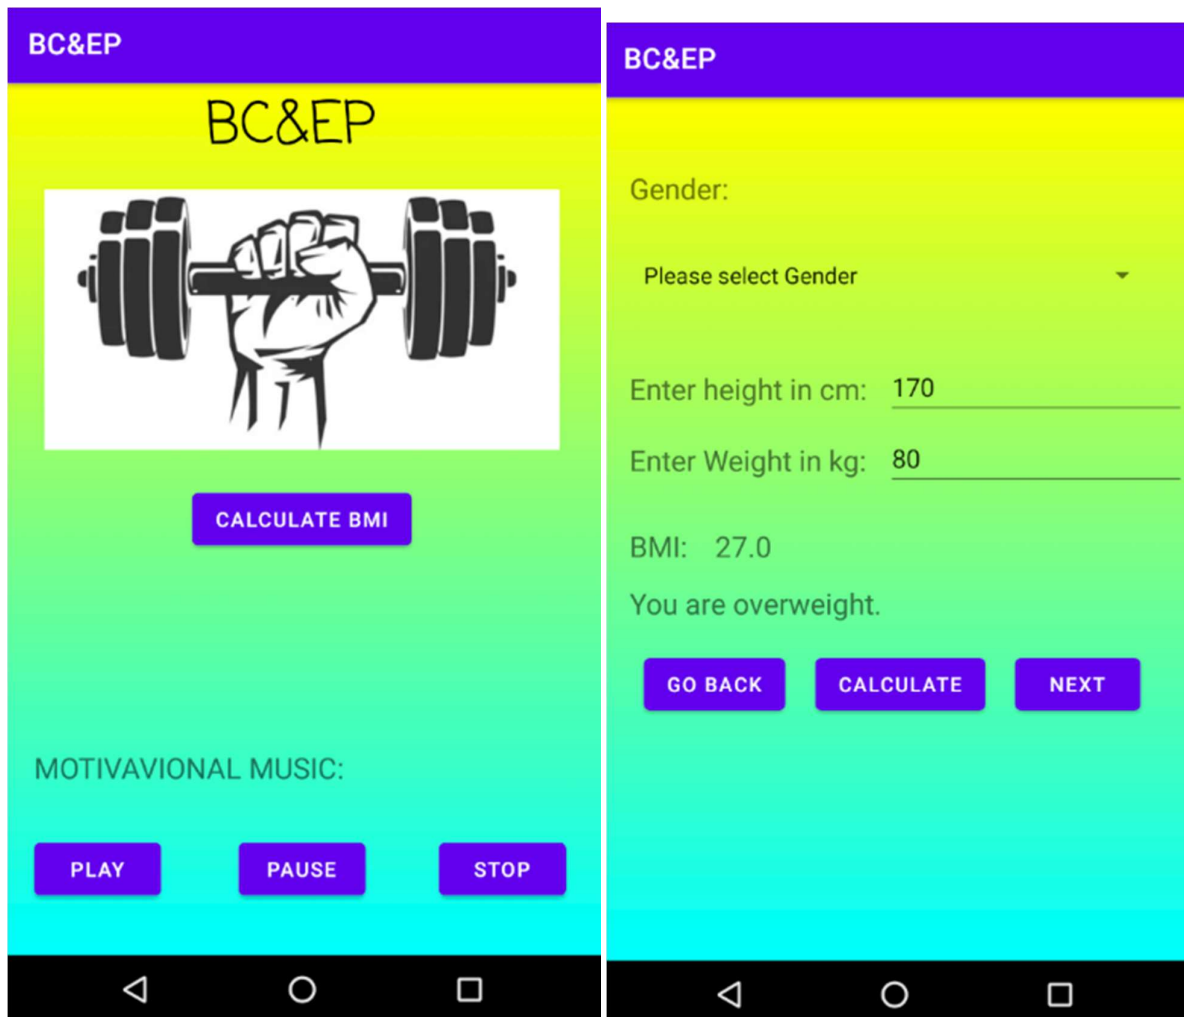 BC&EP
BC&EP
CALCULATE BMI
MOTIVAVIONAL MUSIC:
PLAY PAUSE STOP
BC&EP
Gender:
Please select Gender
Enter height in cm: 170
Enter Weight in kg: 80
BMI: 27.0
You are overweight.
GO BACK CALCULATE NEXT